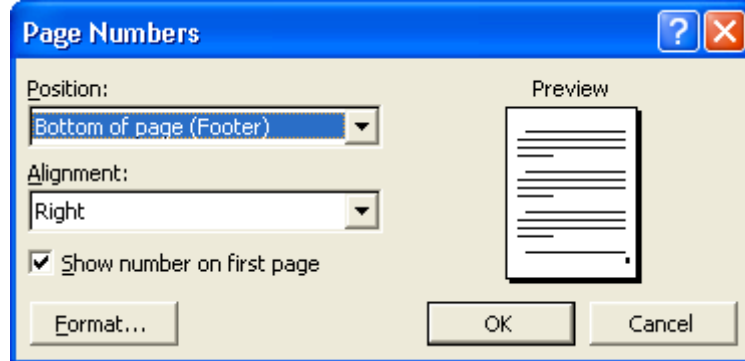 Page Numbers
Position:
Bottom of page (Footer)
Alignment:
Right
Show number on first page
Format...
Preview
OK
Cancel